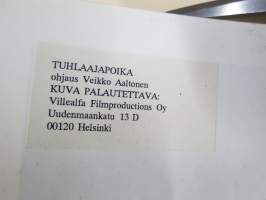 TUHLAAJAPOIKA
ohjaus Veikko Aaltonen
KUVA PALAUTETTAVA:
Villealfa Filmproductions Oy
Uudenmaankatu 13 D
00120 Helsinki